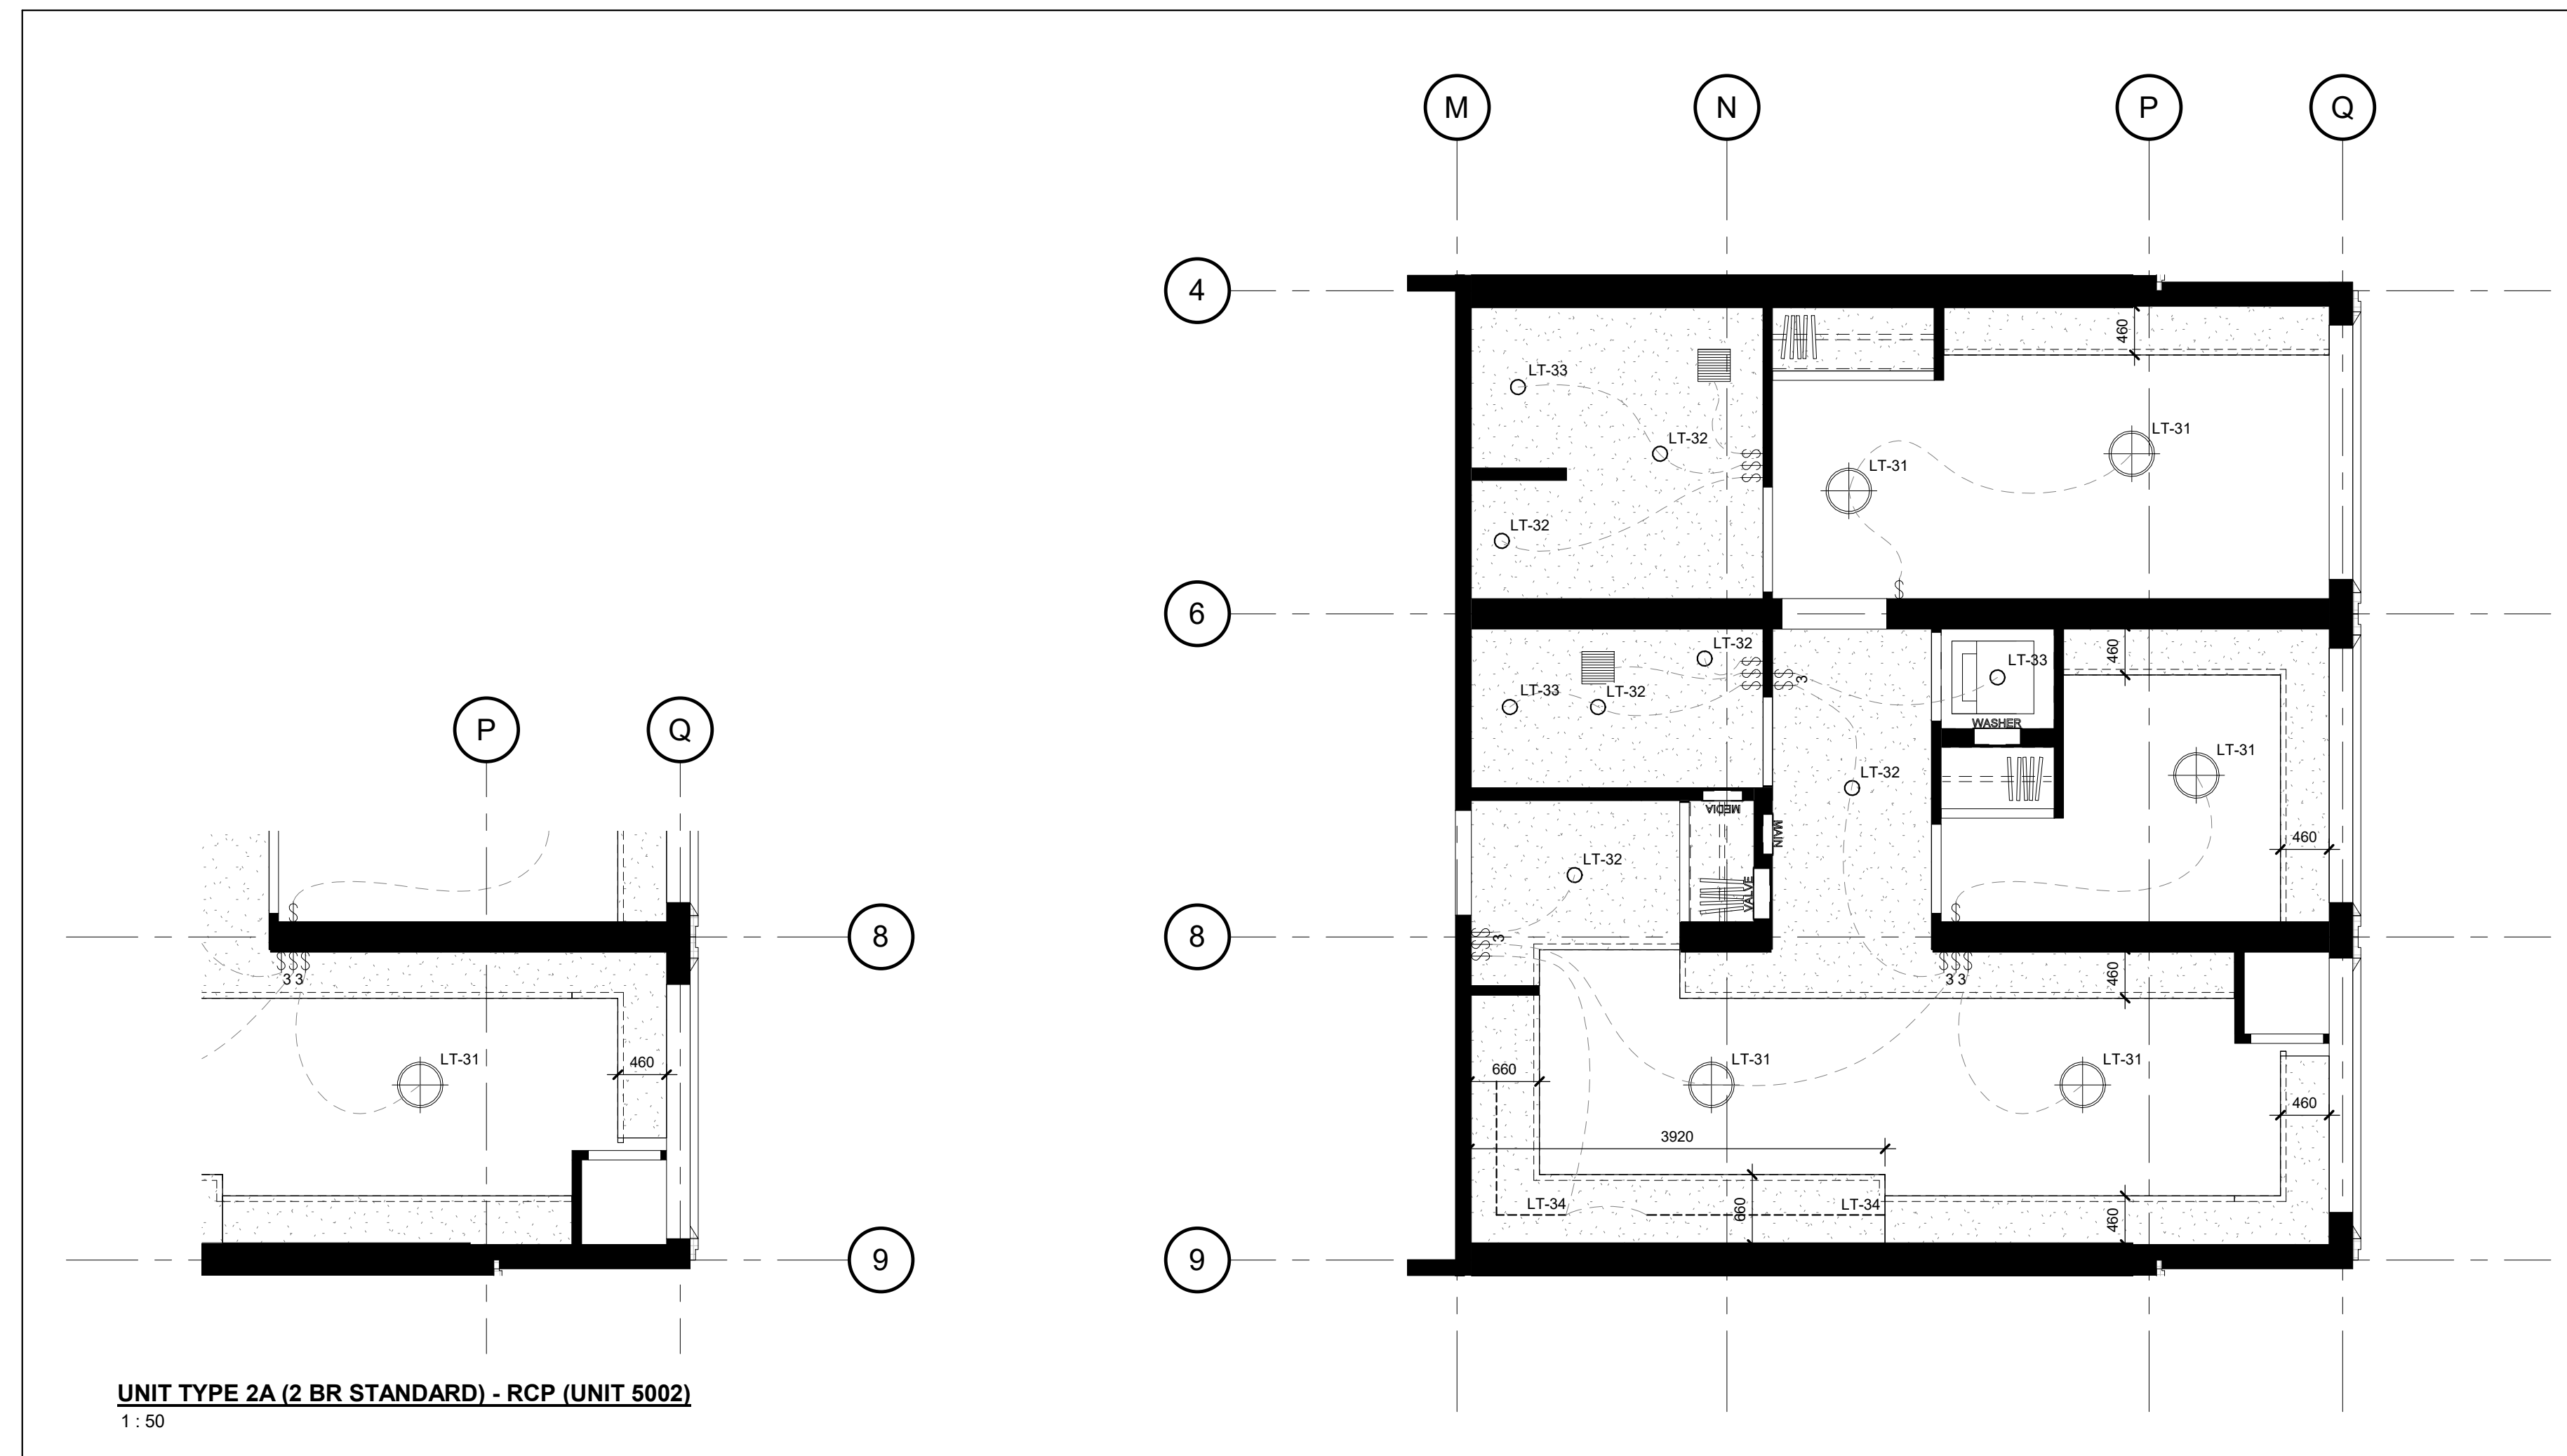 M
N
P
Q
4
460
LT-33
LT-31
LT-32
LT-31
LT-32
6
LT-32
460
LT-33
3
LT-33
LT-32
P
Q
WASHER
LT-31
LT-32
MEDIA
MAIN
460
LT-32
VALVE
8
8
3
3 3
3 3
460
LT-31
460
LT-31
LT-31
660
460
3920
LT-34
LT-34
660
460
9
9
UNIT TYPE 2A (2 BR STANDARD) - RCP (UNIT 5002)
1 : 50